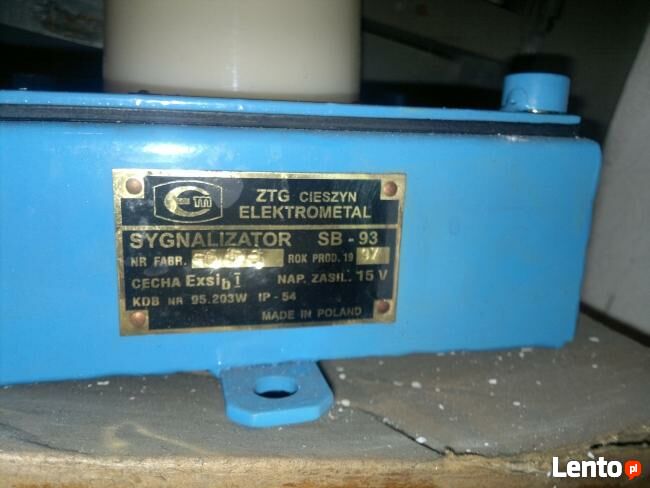 ZTG CIESZYN
ELEKTROMETAL
SYGNALIZATOR SB-93
NR FABR. ROK PROD. 19 97
CECHA ExsibI NAP. ZASIL. 15 V
KDB NR 95.203W IP-54
MADE IN POLAND
Lento.pl